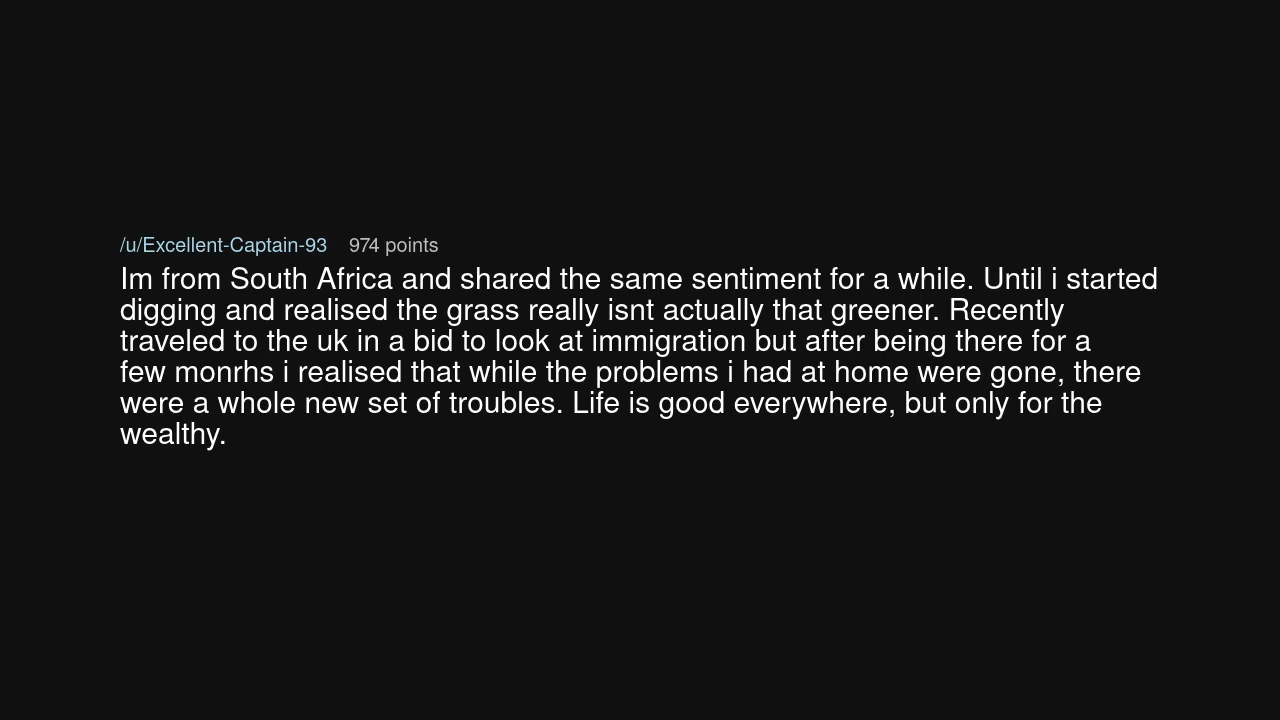 /u/Excellent-Captain-93 974 points
Im from South Africa and shared the same sentiment for a while. Until i started
digging and realised the grass really isnt actually that greener. Recently
traveled to the uk in a bid to look at immigration but after being there for a
few monrhs i realised that while the problems i had at home were gone, there
were a whole new set of troubles. Life is good everywhere, but only for the
wealthy.